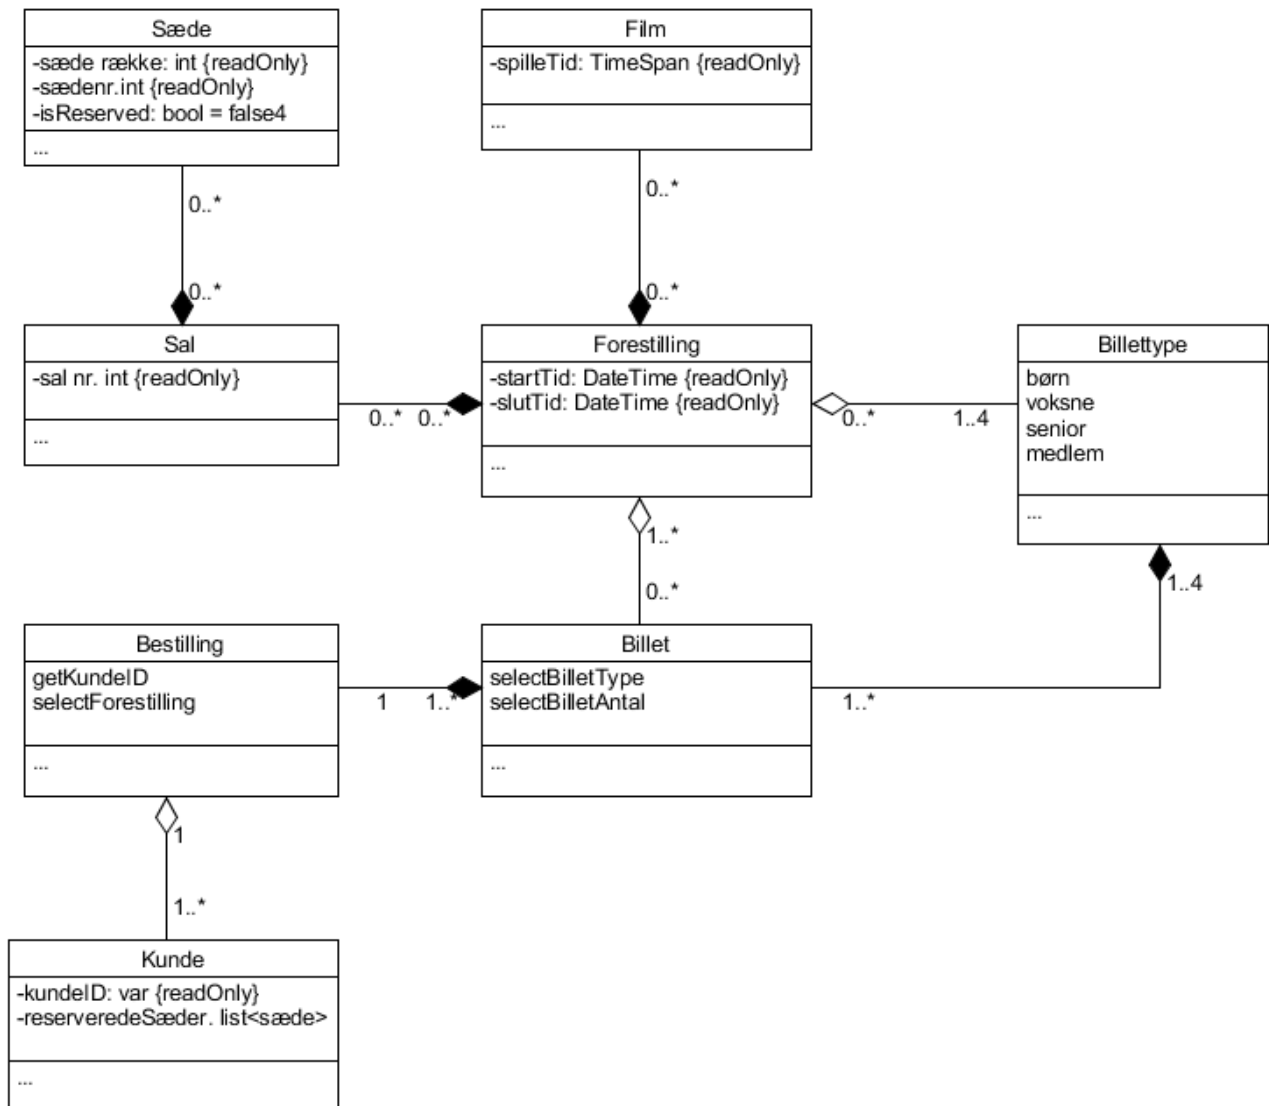 Sæde
-sæde række: int {readOnly}
-sædenr.int {readOnly}
-isReserved: bool = false4
...
Film
-spilleTid: TimeSpan {readOnly}
...
0..*
0..*
0..*
0..*
Sal
-sal nr. int {readOnly}
...
0..*
0..*
Forestilling
-startTid: DateTime {readOnly}
-slutTid: DateTime {readOnly}
...
0..*
1..4
Billettype
børn
voksne
senior
medlem
...
1..*
0..*
1..4
Bestilling
getKundeID
selectForestilling
...
1
1..*
Billet
selectBilletType
selectBilletAntal
...
1..*
1
1..*
Kunde
-kundeID: var {readOnly}
-reserveredeSæder. list<sæde>
...